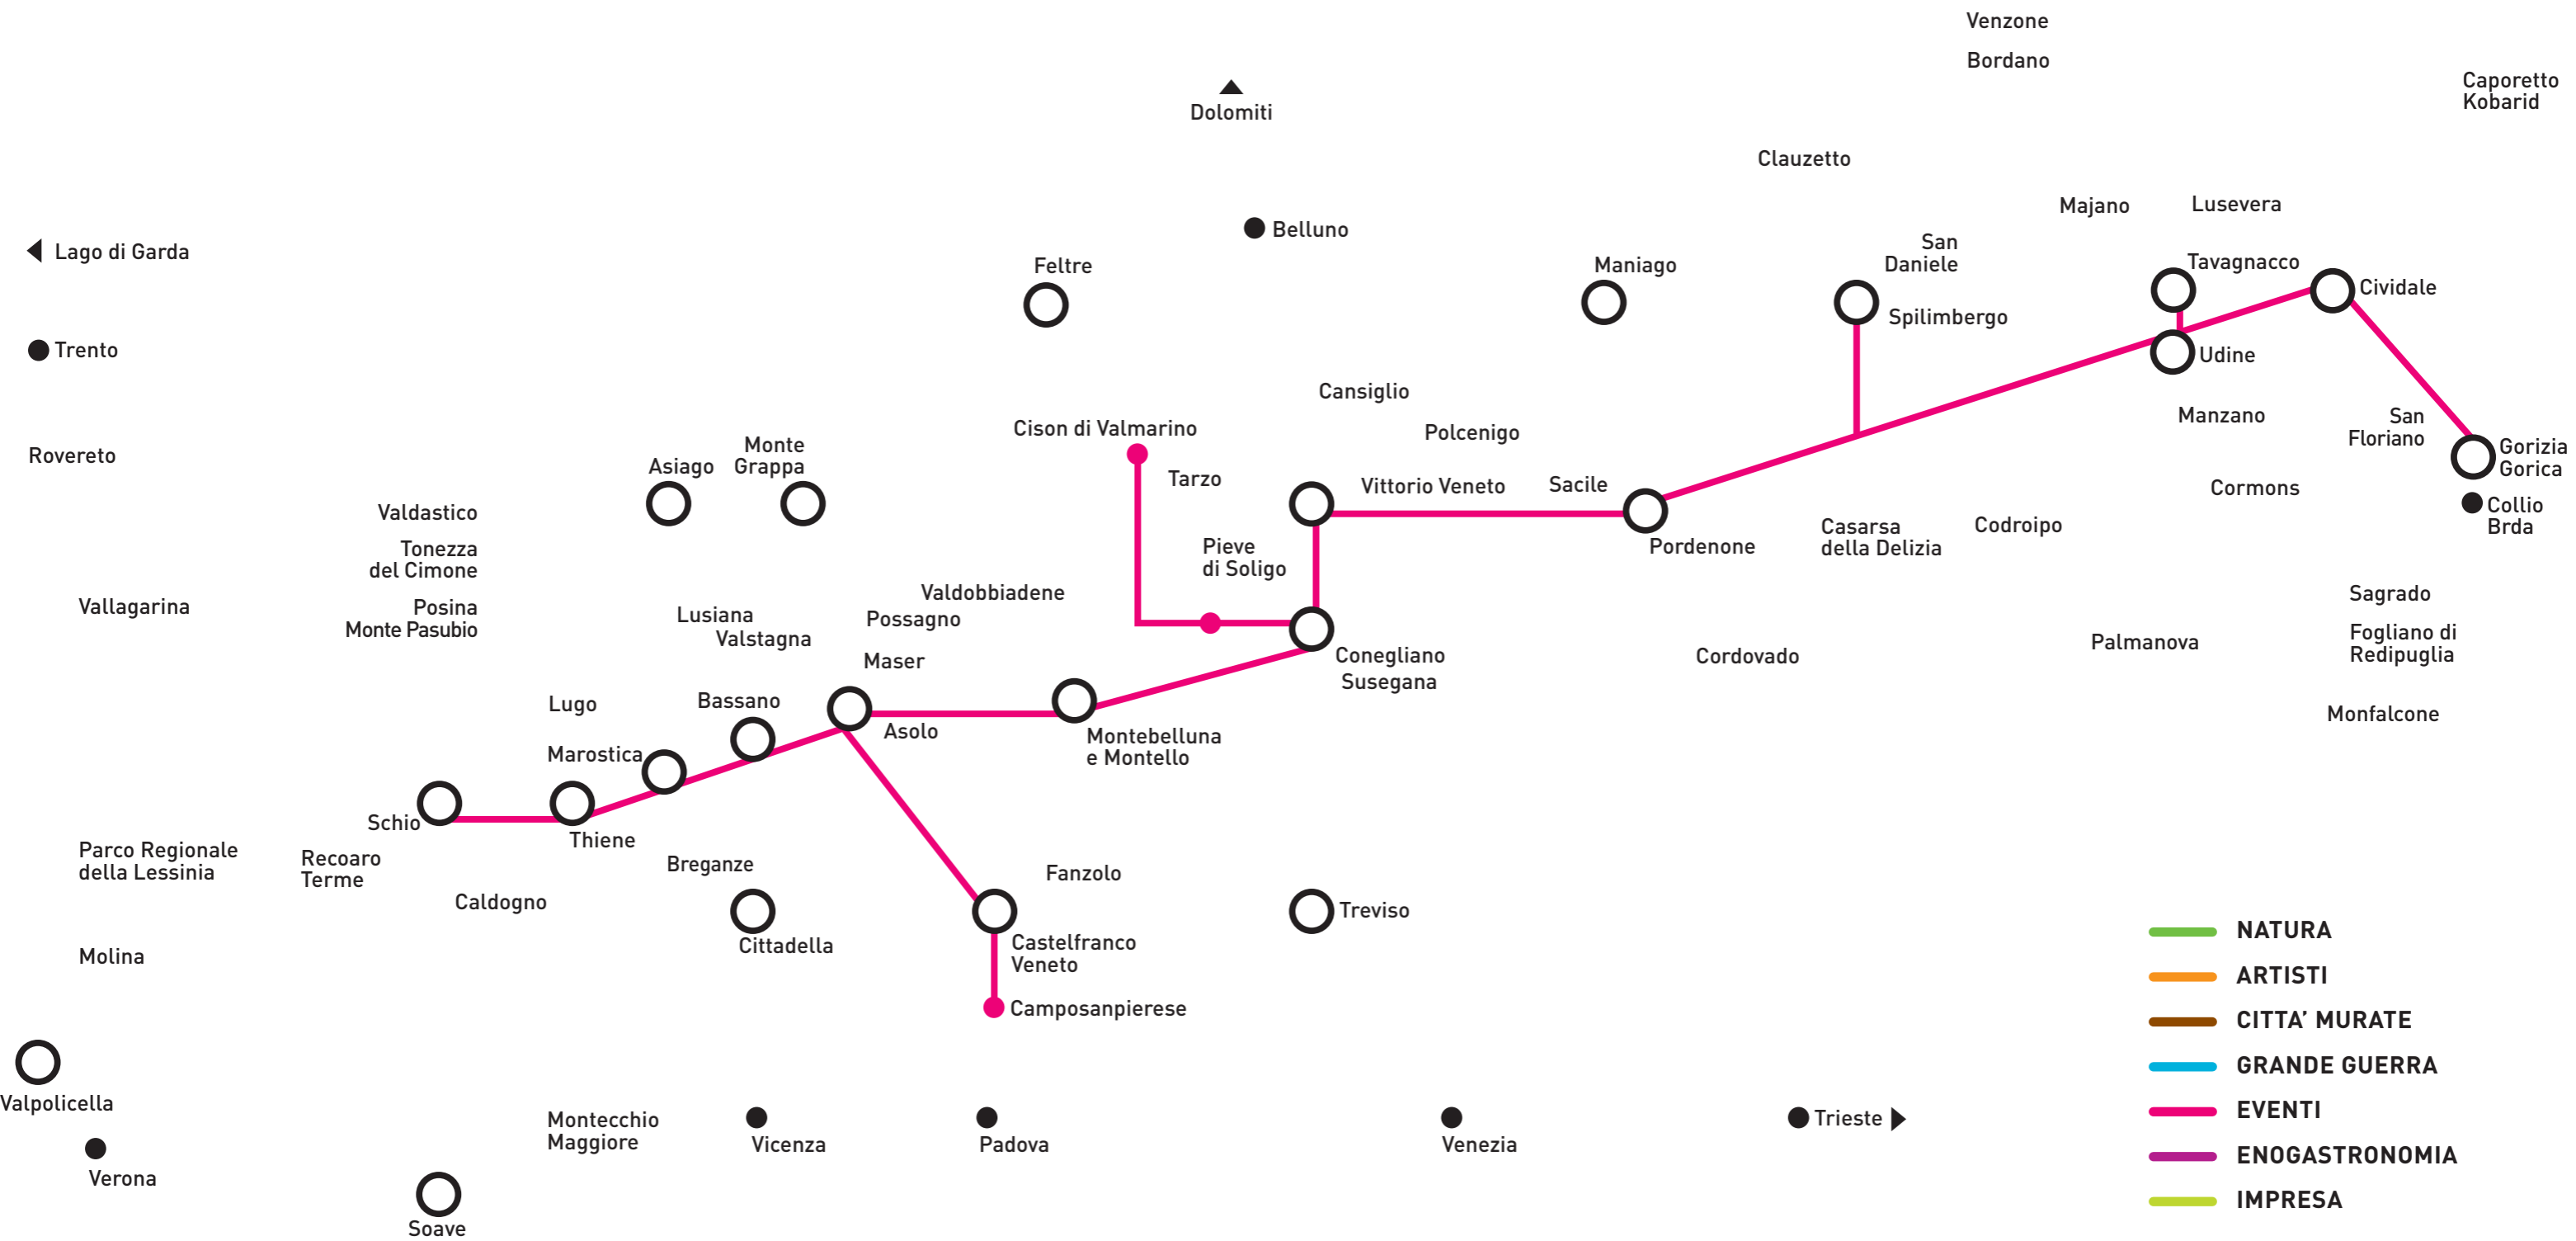 Venzone
Bordano
Caporetto
Kobarid
Dolomiti
Clauzetto
Majano
Lusevera
Belluno
Lago di Garda
San
Daniele
Feltre
Maniago
Tavagnacco
Cividale
Spilimbergo
Trento
Udine
Cansiglio
Cison di Valmarino
Polcenigo
Manzano
San
Floriano
Rovereto
Monte
Grappa
Asiago
Gorizia
Gorica
Tarzo
Vittorio Veneto
Sacile
Cormons
Collio
Brda
Valdastico
Pordenone
Casarsa
della Delizia
Codroipo
Tonezza
del Cimone
Pieve
di Soligo
Valdobbiadene
Sagrado
Vallagarina
Posina
Monte Pasubio
Lusiana
Valstagna
Possagno
Fogliano di
Redipuglia
Palmanova
Maser
Conegliano
Susegana
Cordovado
Lugo
Bassano
Monfalcone
Asolo
Montebelluna
e Montello
Marostica
Schio
Thiene
Parco Regionale
della Lessinia
Recoaro
Terme
Breganze
Fanzolo
Caldogno
Treviso
Cittadella
Castelfranco
Veneto
Molina
Camposanpierese
Valpolicella
Montecchio
Maggiore
Vicenza
Padova
Venezia
Trieste
Verona
Soave
NATURA
ARTISTI
CITTA’ MURATE
GRANDE GUERRA
EVENTI
ENOGASTRONOMIA
IMPRESA